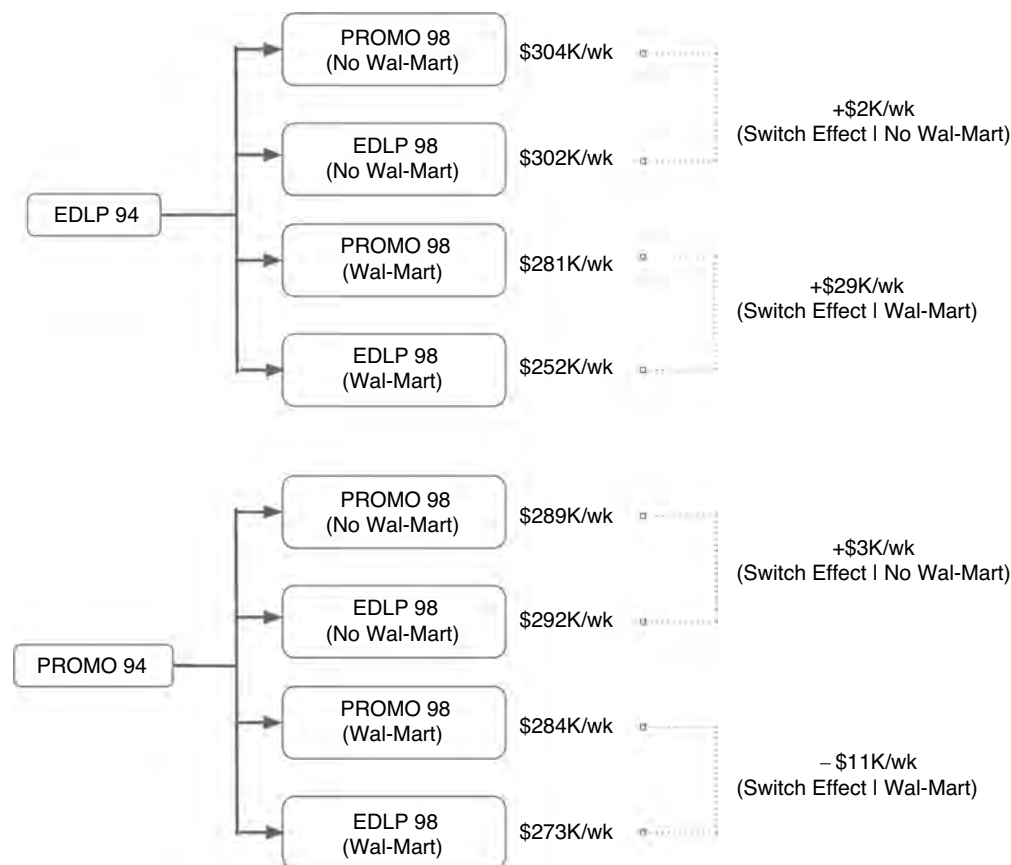 PROMO 98
(No Wal-Mart)
$304K/wk
+$2K/wk
(Switch Effect | No Wal-Mart)
EDLP 98
(No Wal-Mart)
$302K/wk
EDLP 94
PROMO 98
(Wal-Mart)
$281K/wk
+$29K/wk
(Switch Effect | Wal-Mart)
EDLP 98
(Wal-Mart)
$252K/wk
PROMO 98
(No Wal-Mart)
$289K/wk
+$3K/wk
(Switch Effect | No Wal-Mart)
EDLP 98
(No Wal-Mart)
$292K/wk
PROMO 94
PROMO 98
(Wal-Mart)
$284K/wk
– $11K/wk
(Switch Effect | Wal-Mart)
EDLP 98
(Wal-Mart)
$273K/wk